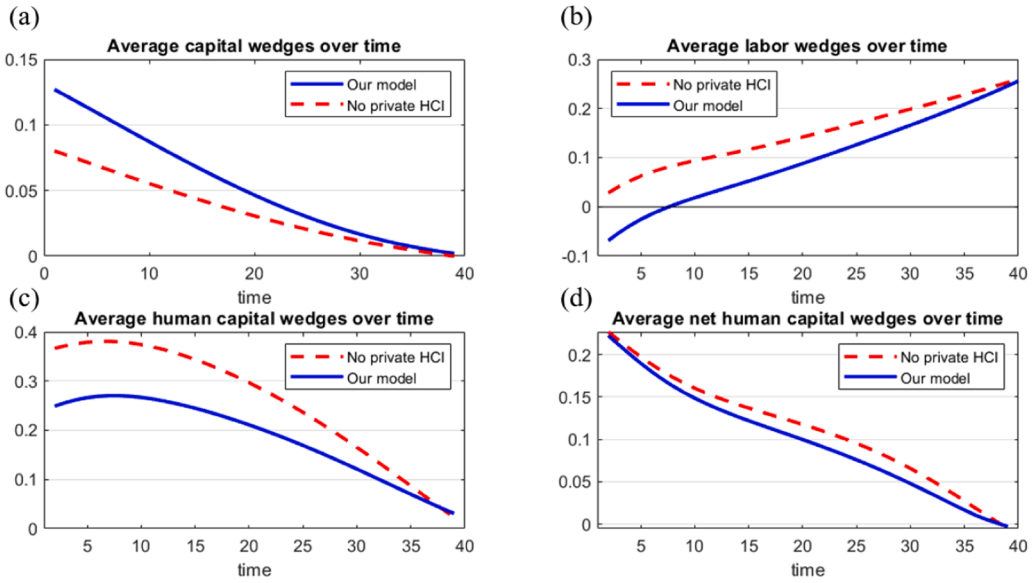 (a)
Average capital wedges over time
0.15
0.1
0.05
0
Our model
No private HCI
0 10 20 30 40
time
(b)
Average labor wedges over time
0.3
0.2
0.1
0
-0.1
No private HCI
Our model
5 10 15 20 25 30 35 40
time
(c)
Average human capital wedges over time
0.4
0.3
0.2
0.1
0
No private HCI
Our model
5 10 15 20 25 30 35 40
time
(d)
Average net human capital wedges over time
0.2
0.15
0.1
0.05
0
No private HCI
Our model
5 10 15 20 25 30 35 40
time